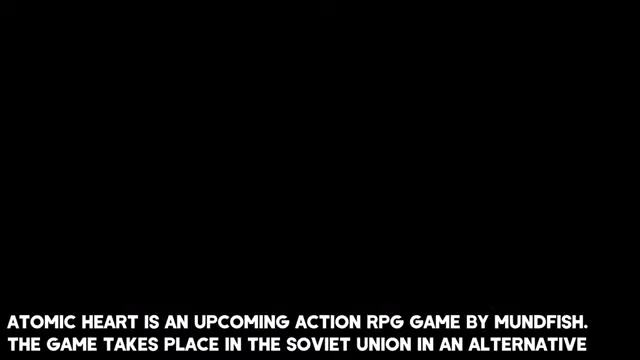 ATOMIC HEART IS AN UPCOMING ACTION RPG GAME BY MUNDFISH.
THE GAME TAKES PLACE IN THE SOVIET UNION IN AN ALTERNATIVE